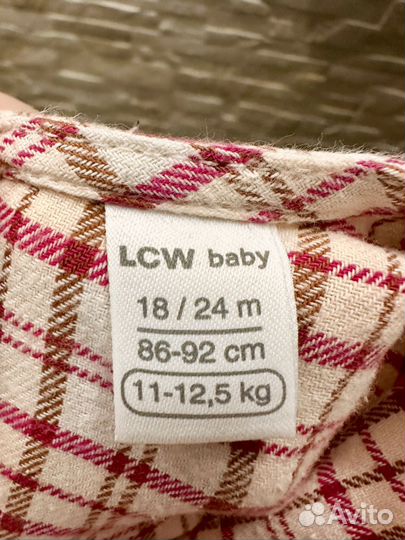 LCW baby
18 / 24 m
86-92 cm
11-12,5 kg
Avito